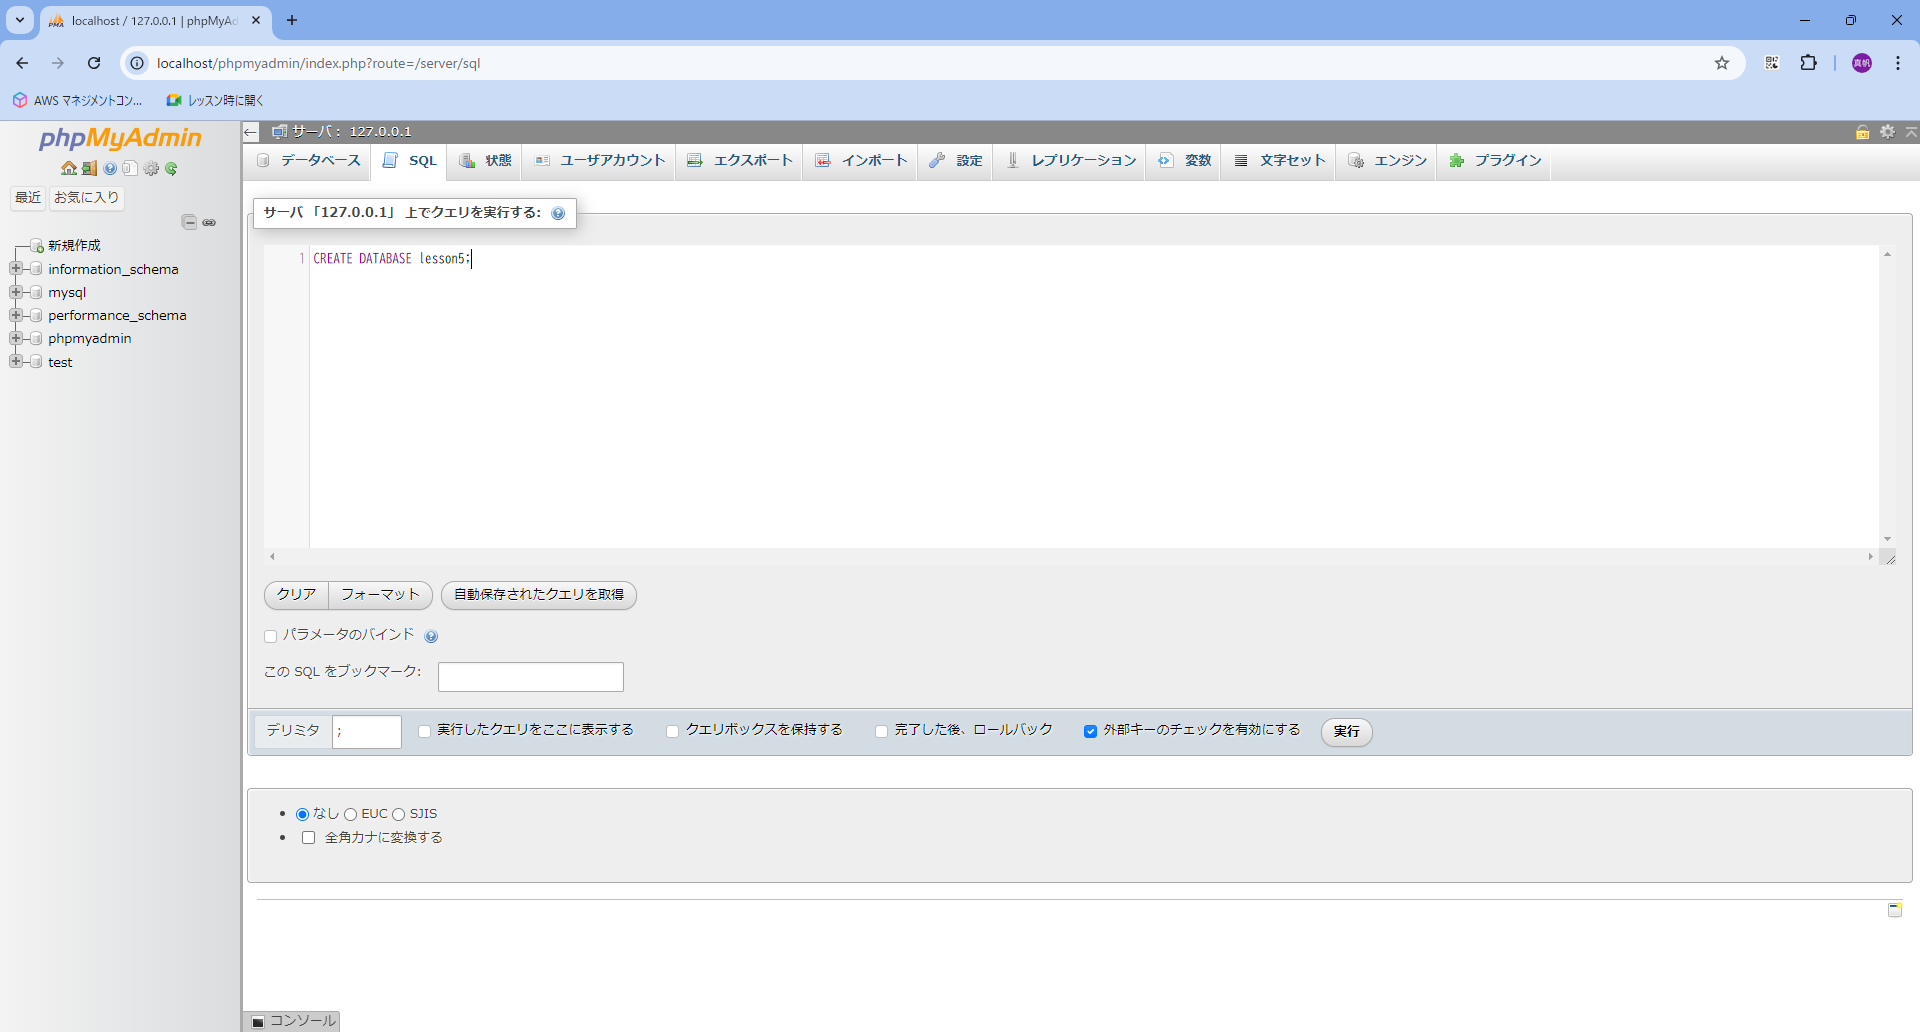 localhost / 127.0.0.1 | phpMyAd
localhost/phpmyadmin/index.php?route=/server/sql
真帆
AWS マネジメントコン...
レッスン時に開く
phpMyAdmin
最近
お気に入り
新規作成
information_schema
mysql
performance_schema
phpmyadmin
test
サーバ: 127.0.0.1
データベース
SQL
状態
ユーザアカウント
エクスポート
インポート
設定
レプリケーション
変数
文字セット
エンジン
プラグイン
サーバ 「127.0.0.1」 上でクエリを実行する:
1 CREATE DATABASE lesson5;
クリア
フォーマット
自動保存されたクエリを取得
パラメータのバインド
この SQL をブックマーク:
デリミタ
;
実行したクエリをここに表示する
クエリボックスを保持する
完了した後、ロールバック
外部キーのチェックを有効にする
実行
なし
EUC
SJIS
全角カナに変換する
コンソール